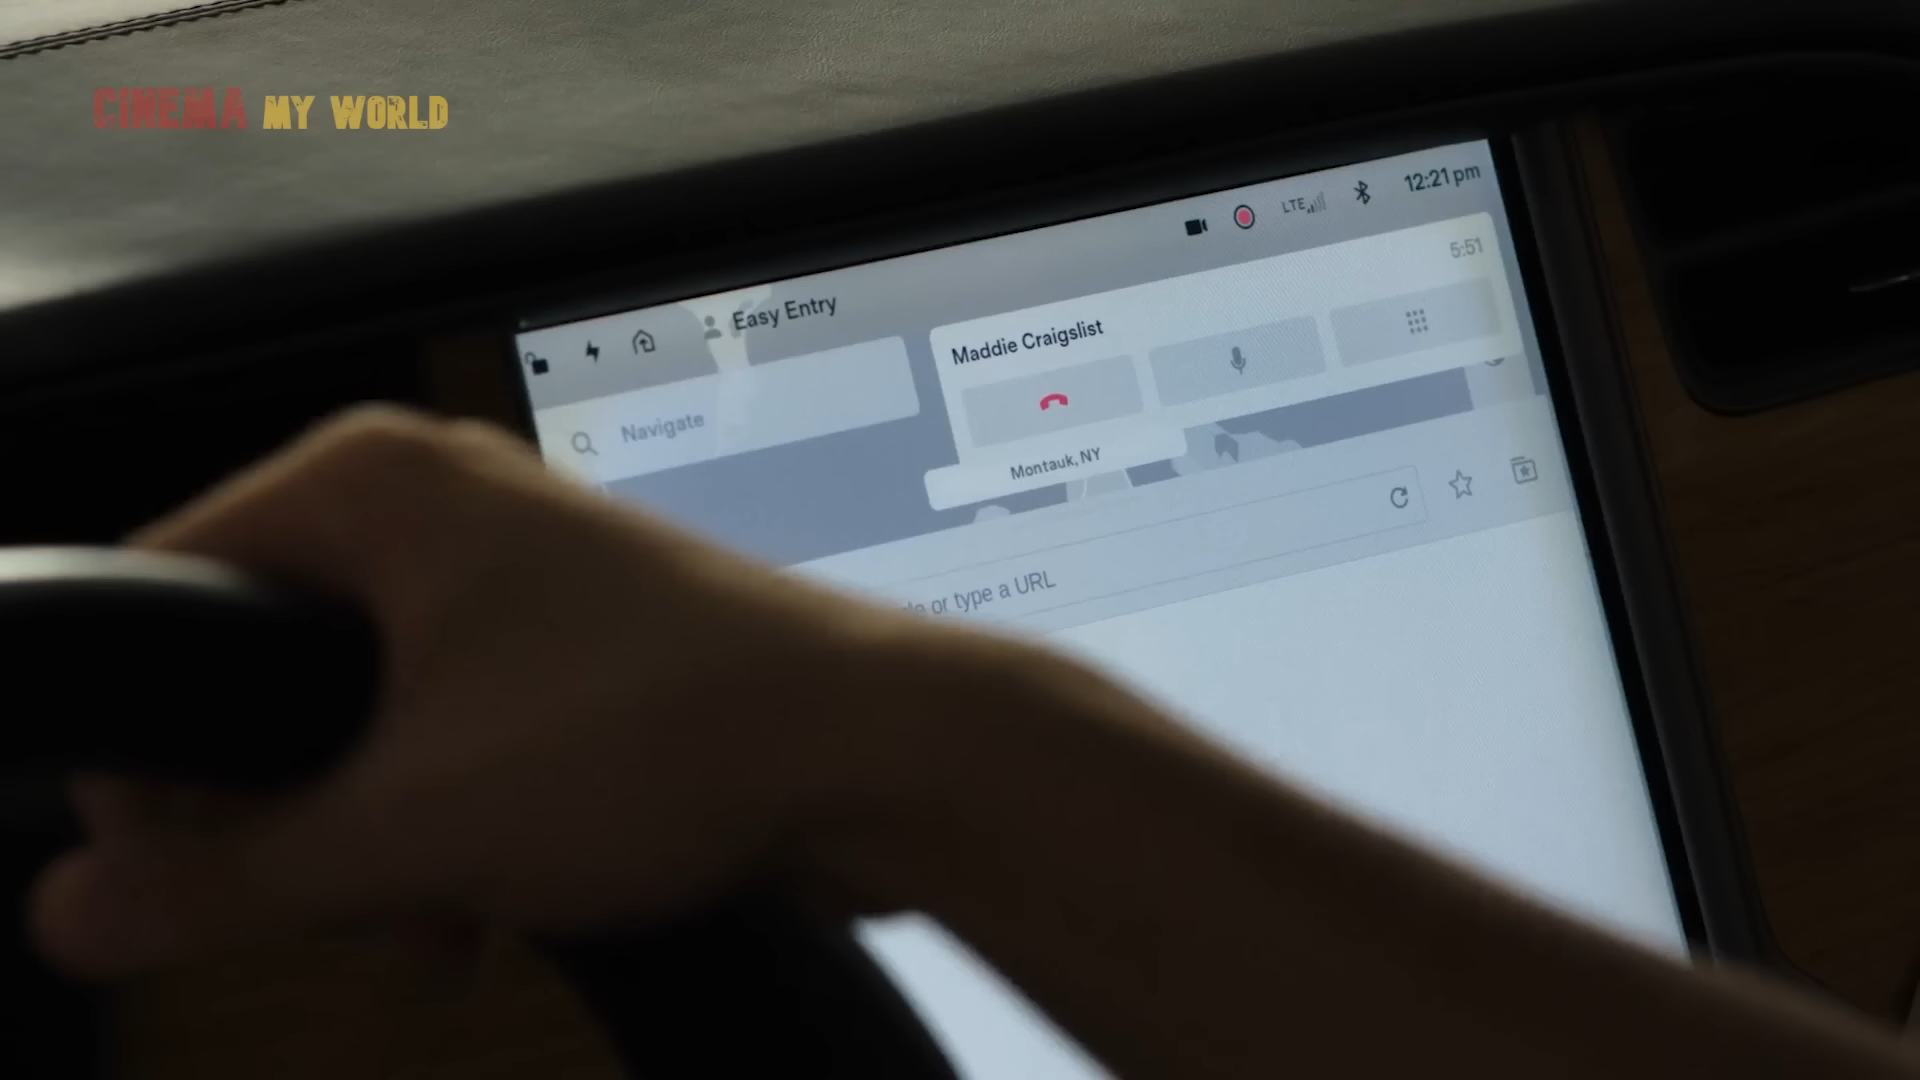 CINEMA MY WORLD
12:21 pm
LTE
5:51
Easy Entry
Maddie Craigslist
Navigate
Montauk, NY
or type a URL